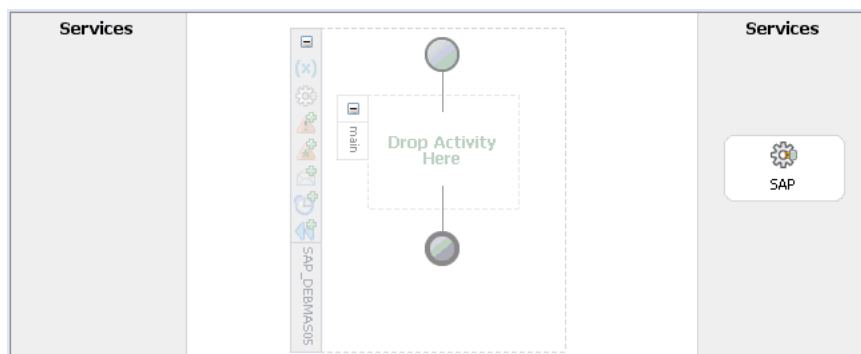 Services
Services
(x)
main
Drop Activity
Here
SAP
SAP_DEBMAS05